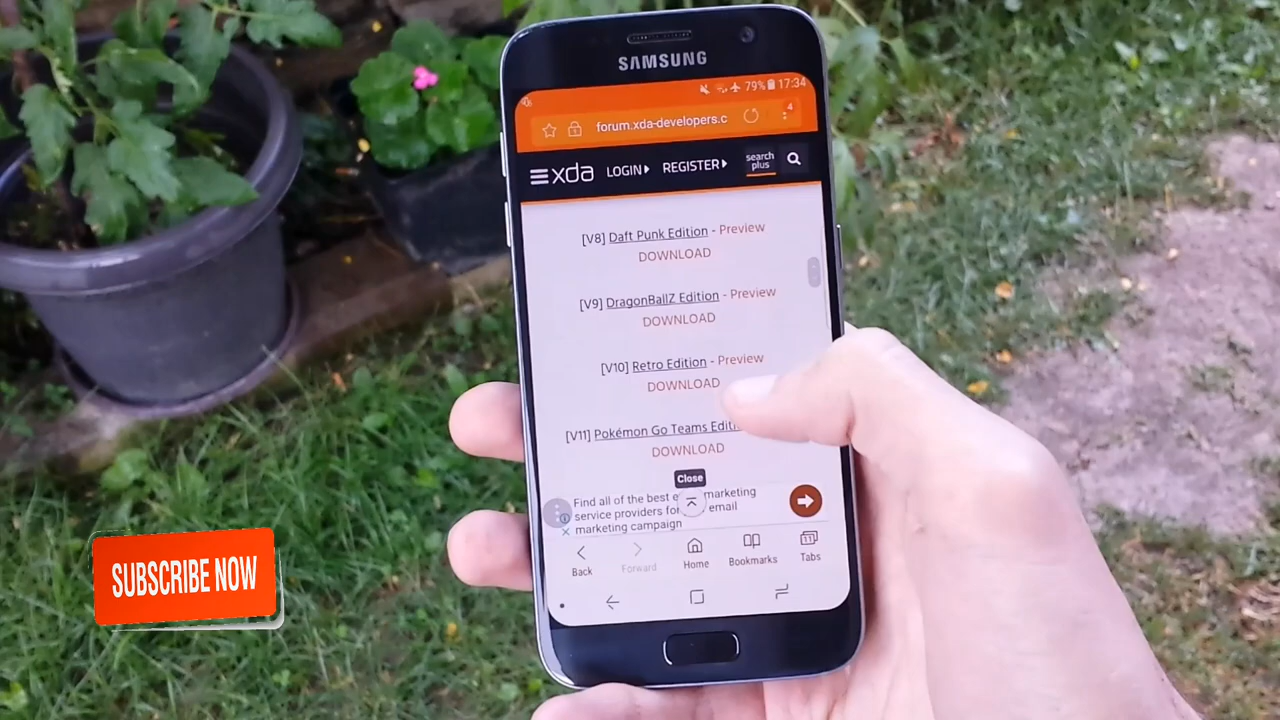 SAMSUNG
79% 17:34
forum.xda-developers.c
4
xda LOGIN REGISTER search plus
[V8] Daft Punk Edition - Preview
DOWNLOAD
[V9] DragonBallZ Edition - Preview
DOWNLOAD
[V10] Retro Edition - Preview
DOWNLOAD
[V11] Pokémon Go Teams Editi
DOWNLOAD
Close
Find all of the best e marketing
service providers for email
marketing campaign
Back Forward Home Bookmarks 11 Tabs
SUBSCRIBE NOW